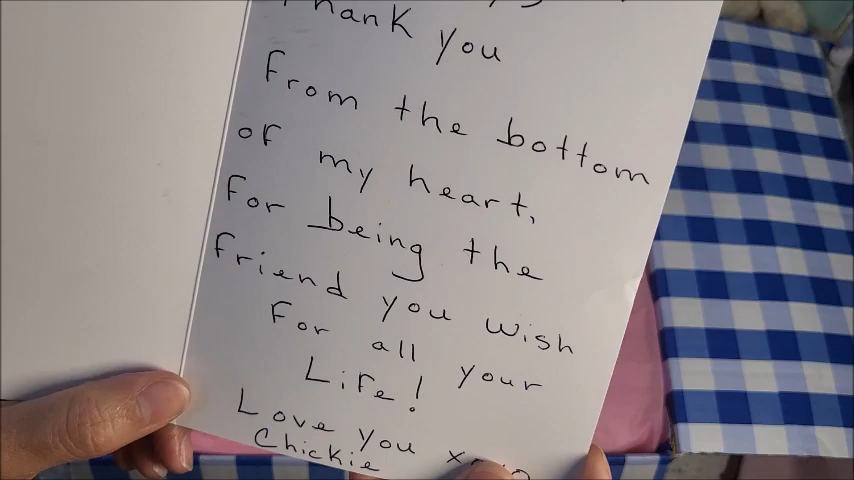 Thank you
from the bottom
of my heart,
for being the
friend you wish
for all your
Life!
Love you
Chickie